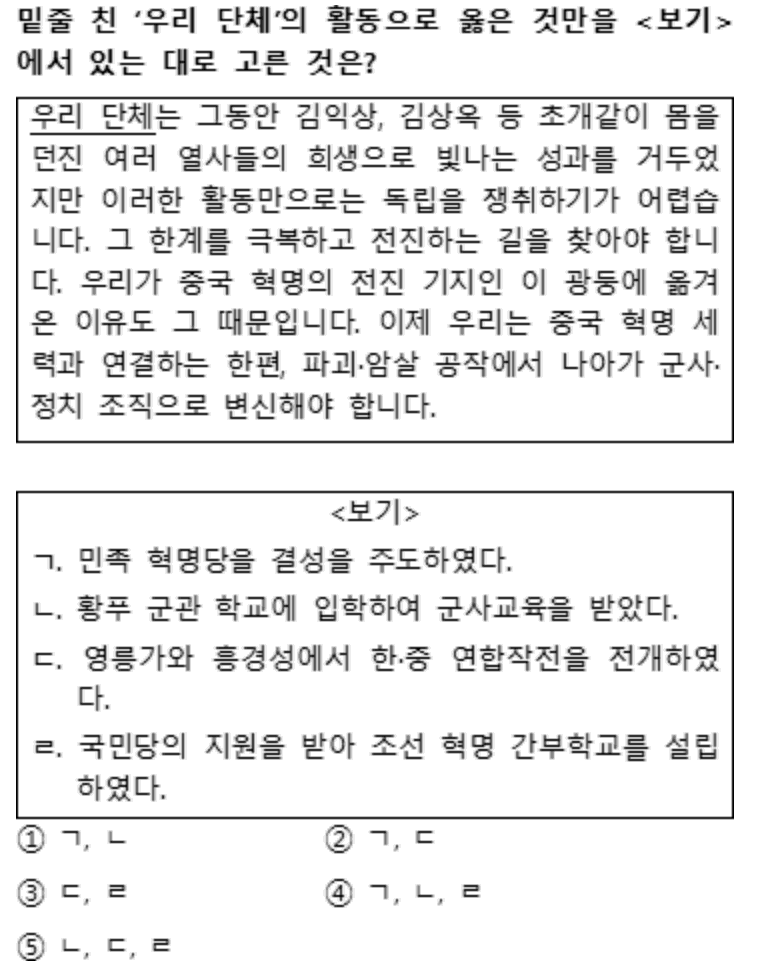 밑줄 친 ‘우리 단체’의 활동으로 옳은 것만을 <보기>
에서 있는 대로 고른 것은?
우리 단체는 그동안 김익상, 김상옥 등 초개같이 몸을
던진 여러 열사들의 희생으로 빛나는 성과를 거두었
지만 이러한 활동만으로는 독립을 쟁취하기가 어렵습
니다. 그 한계를 극복하고 전진하는 길을 찾아야 합니
다. 우리가 중국 혁명의 전진 기지인 이 광둥에 옮겨
온 이유도 그 때문입니다. 이제 우리는 중국 혁명 세
력과 연결하는 한편, 파괴·암살 공작에서 나아가 군사·
정치 조직으로 변신해야 합니다.
<보기>
ㄱ. 민족 혁명당을 결성을 주도하였다.
ㄴ. 황푸 군관 학교에 입학하여 군사교육을 받았다.
ㄷ. 영릉가와 흥경성에서 한·중 연합작전을 전개하였
다.
ㄹ. 국민당의 지원을 받아 조선 혁명 간부학교를 설립
하였다.
① ㄱ, ㄴ ② ㄱ, ㄷ
③ ㄷ, ㄹ ④ ㄱ, ㄴ, ㄹ
⑤ ㄴ, ㄷ, ㄹ